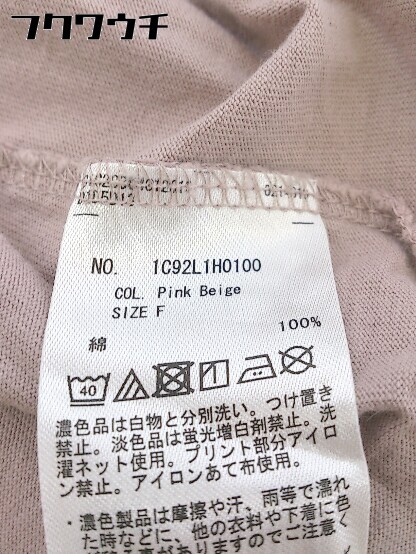 フクワウチ
NO. 1C92L1H0100
COL. Pink Beige
SIZE F
100%
綿
40
濃色品は白物と分別洗い。つけ置き
禁止。淡色品は蛍光増白剤禁止。洗
濯ネット使用。プリント部分アイロ
ン禁止。アイロンあて布使用。
・濃色製品は摩擦や汗、雨等で濡れ
た時などに、他の衣料や下着に色